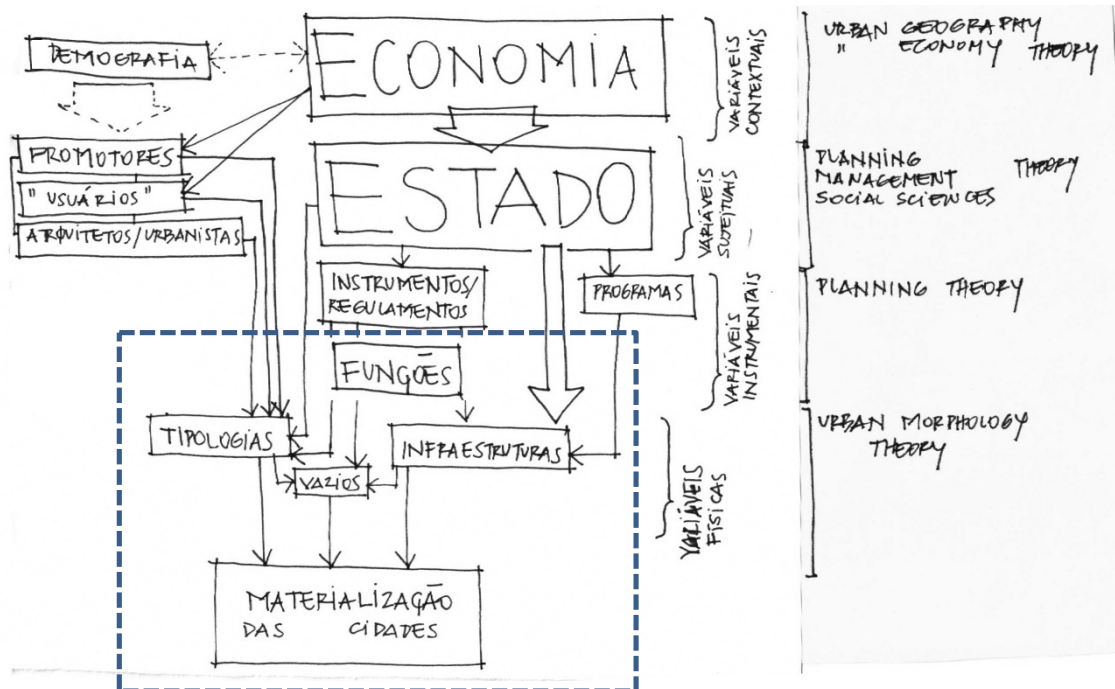 DEMOGRAFIA
ECONOMIA
VARIÁVEIS
CONTEXTUAIS
PROMOTORES
"USUÁRIOS"
ARQUITETOS/URBANISTAS
ESTADO
VARIÁVEIS
SUJEITUAIS
INSTRUMENTOS/
REGULAMENTOS
PROGRAMAS
VARIÁVEIS
INSTRUMENTAIS
FUNÇÕES
TIPOLOGIAS
INFRAESTRUTURAS
VAZIOS
VARIÁVEIS
FÍSICAS
MATERIALIZAÇÃO
DAS CIDADES
URBAN GEOGRAPHY
" ECONOMY THEORY
PLANNING
MANAGEMENT THEORY
SOCIAL SCIENCES
PLANNING THEORY
URBAN MORPHOLOGY
THEORY